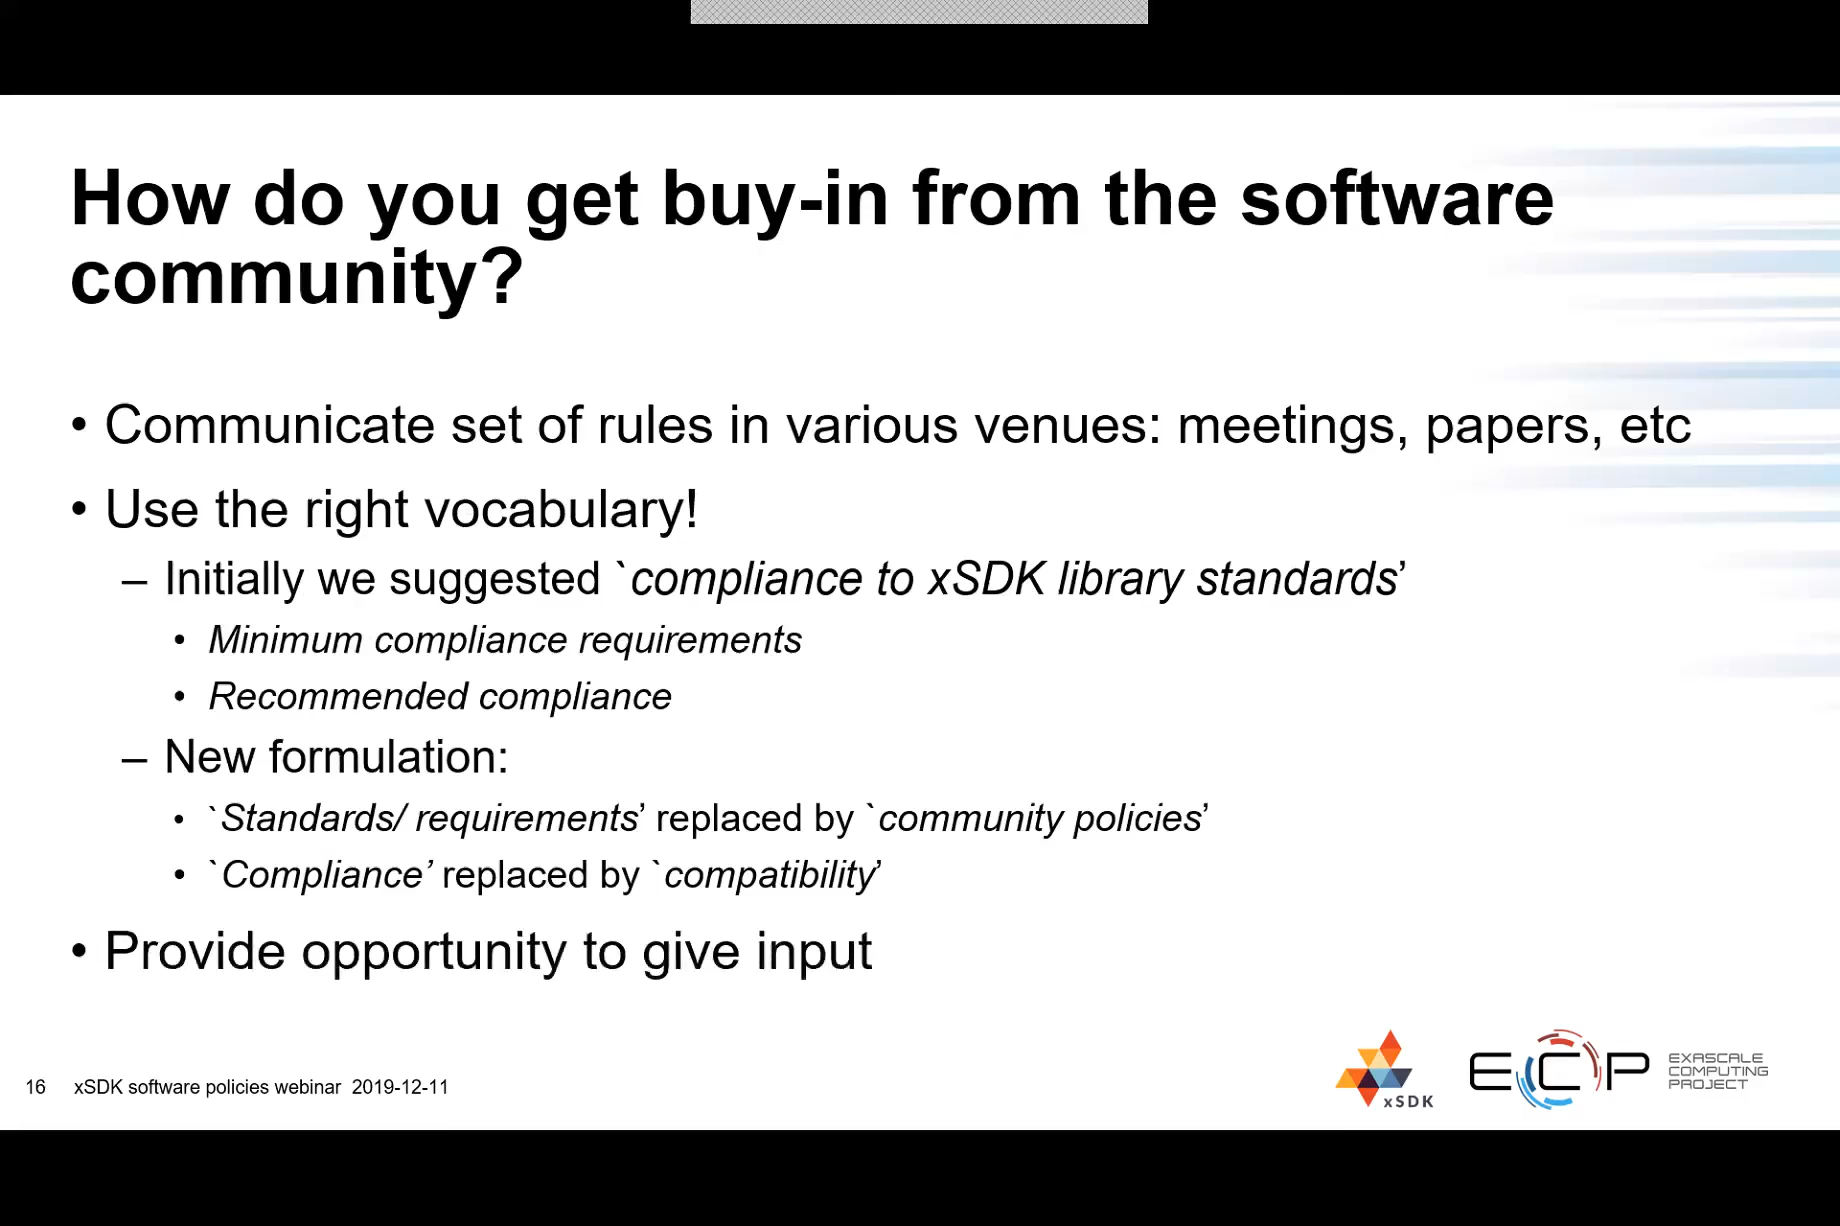 How do you get buy-in from the software
community?
• Communicate set of rules in various venues: meetings, papers, etc
• Use the right vocabulary!
– Initially we suggested `compliance to xSDK library standards’
• Minimum compliance requirements
• Recommended compliance
– New formulation:
• `Standards/ requirements’ replaced by `community policies’
• `Compliance’ replaced by `compatibility’
• Provide opportunity to give input
16 xSDK software policies webinar 2019-12-11
xSDK
ECP
EXASCALE
COMPUTING
PROJECT